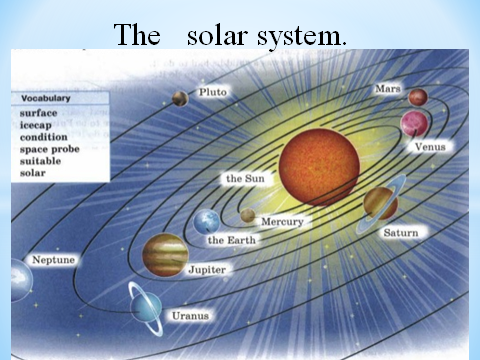 The solar system.
Vocabulary
surface
icecap
condition
space probe
suitable
solar
Pluto
Mars
Venus
the Sun
Mercury
Saturn
the Earth
Neptune
Jupiter
Uranus